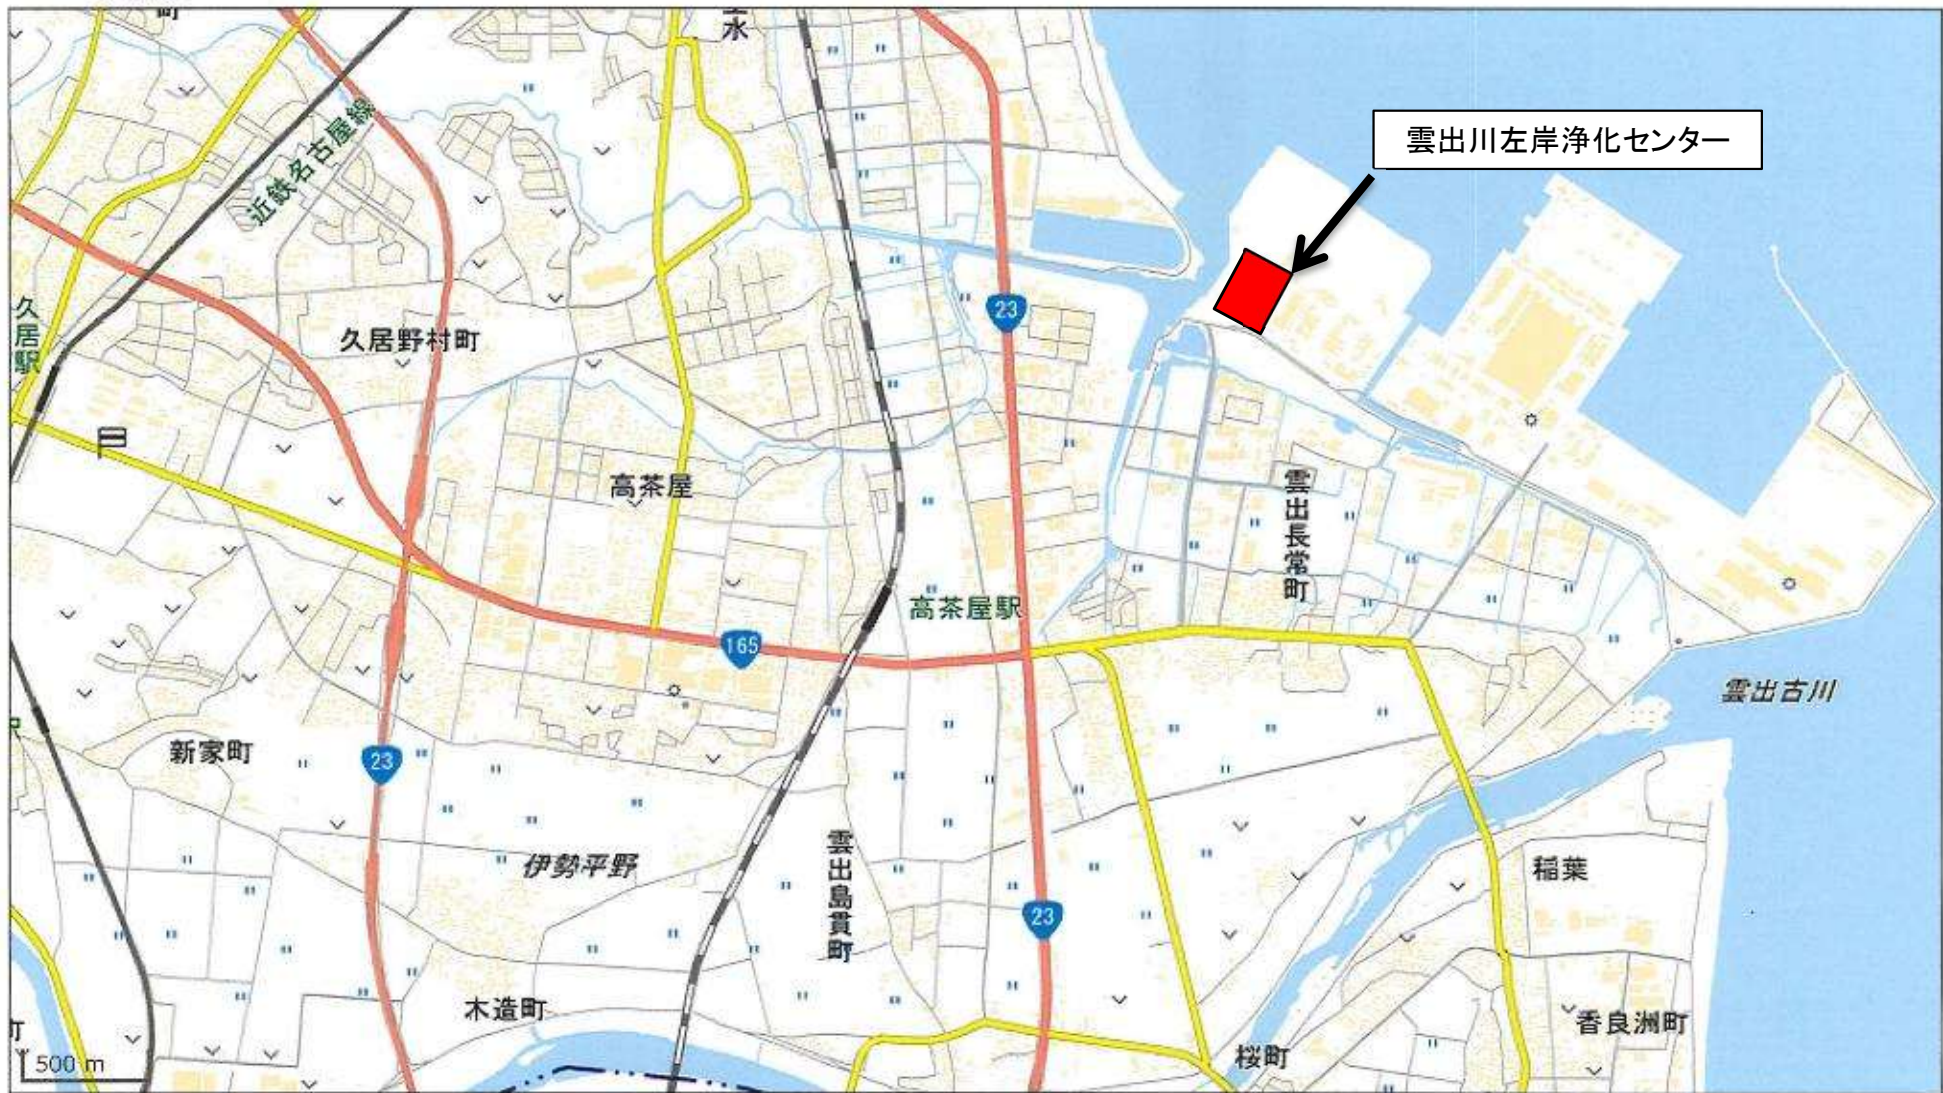 水
雲出川左岸浄化センター
近鉄名古屋線
23
久居駅
久居野村町
高茶屋
雲出長常町
高茶屋駅
165
雲出古川
新家町
23
伊勢平野
雲出島貫町
稲葉
23
木造町
香良洲町
桜町
町
500 m